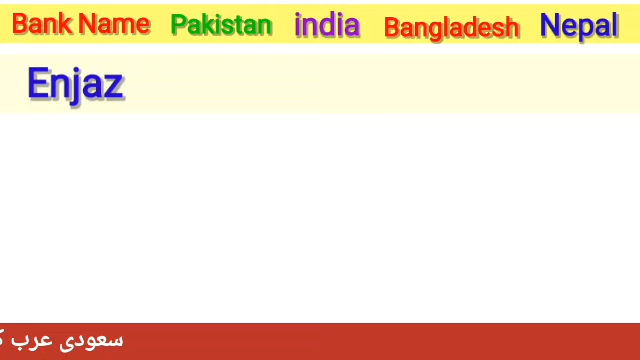 Bank Name Pakistan india Bangladesh Nepal
Enjaz
سعودی عرب